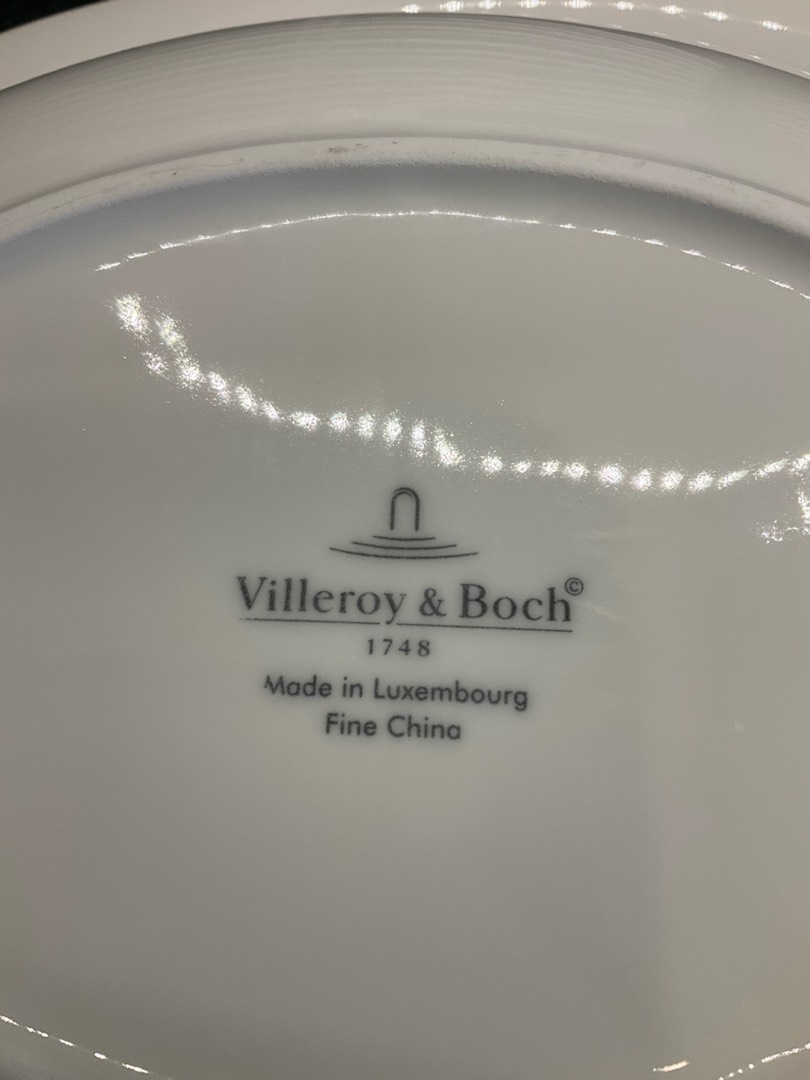 Villeroy & Boch©
1748
Made in Luxembourg
Fine China